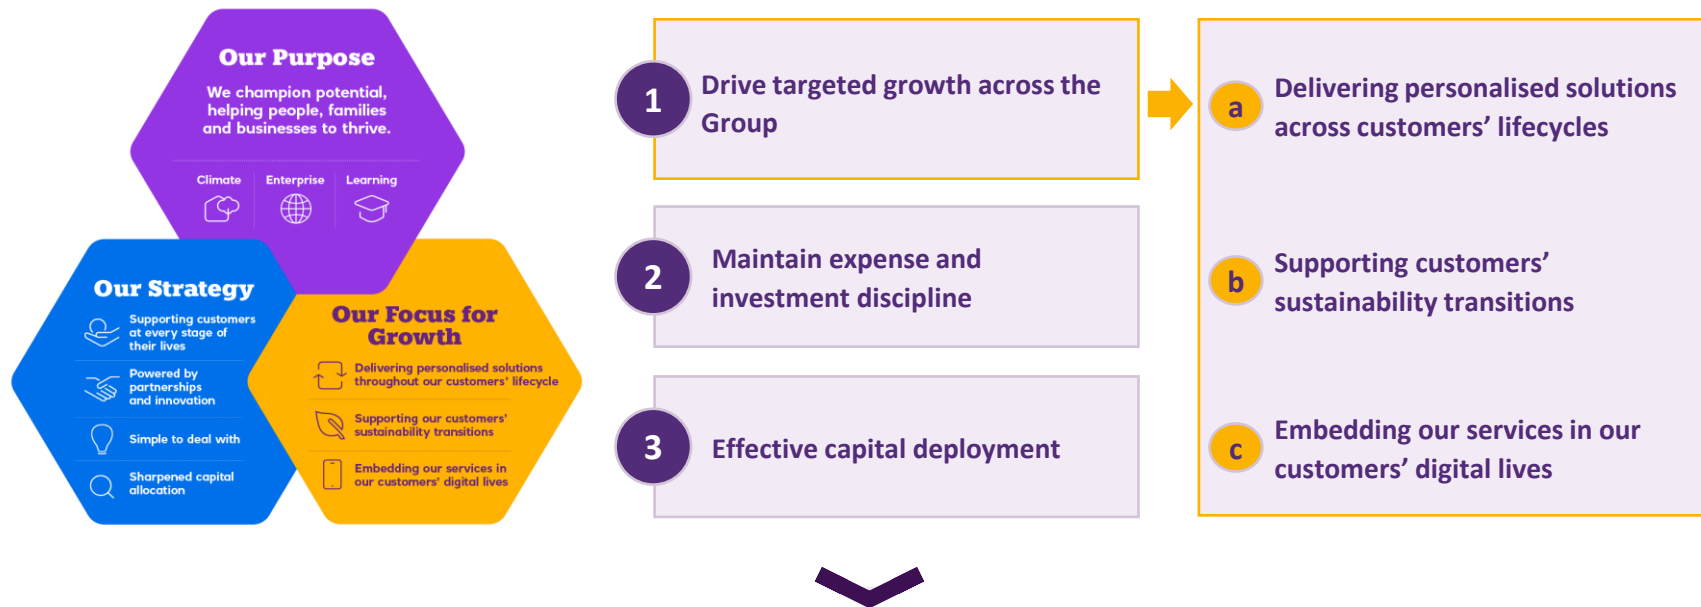 Our Purpose
We champion potential,
helping people, families
and businesses to thrive.
Climate
Enterprise
Learning
Our Strategy
Supporting customers
at every stage of
their lives
Powered by
partnerships
and innovation
Simple to deal with
Sharpened capital
allocation
Our Focus for
Growth
Delivering personalised solutions
throughout our customers' lifecycle
Supporting our customers'
sustainability transitions
Embedding our services in
our customers' digital lives
1
Drive targeted growth across the
Group
2
Maintain expense and
investment discipline
3
Effective capital deployment
a
Delivering personalised solutions
across customers’ lifecycles
b
Supporting customers’
sustainability transitions
c
Embedding our services in our
customers’ digital lives